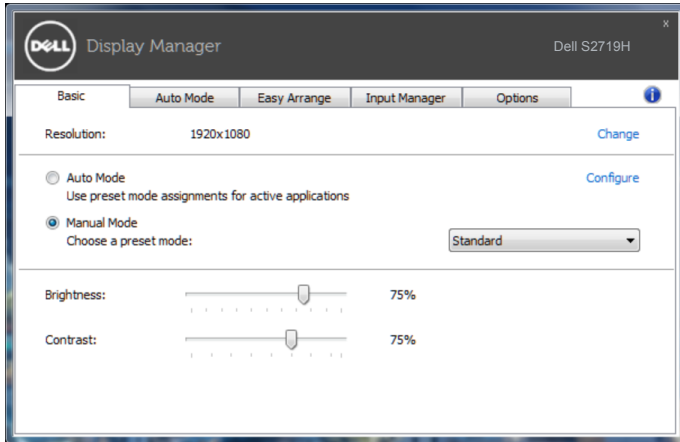 x
DELL Display Manager Dell S2719H
Basic Auto Mode Easy Arrange Input Manager Options i
Resolution: 1920x1080 Change
Auto Mode Configure
Use preset mode assignments for active applications
Manual Mode
Choose a preset mode: Standard
Brightness: 75%
Contrast: 75%